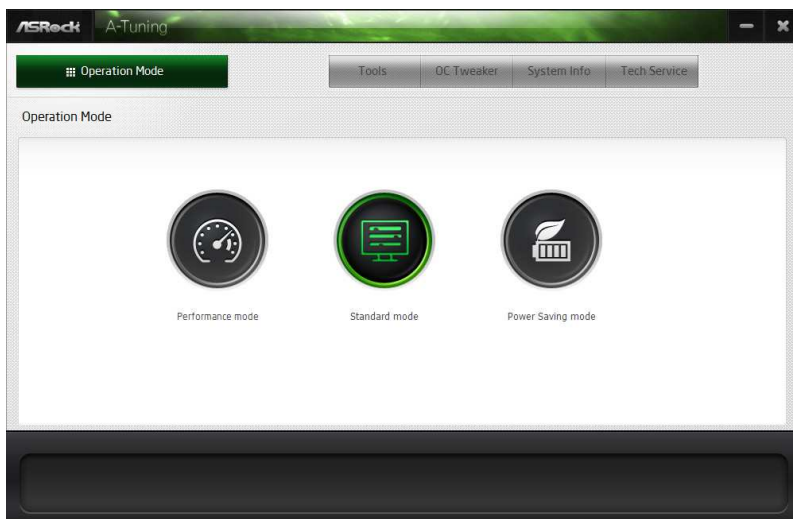 ASRock A-Tuning
Operation Mode Tools OC Tweaker System Info Tech Service
Operation Mode
Performance mode Standard mode Power Saving mode